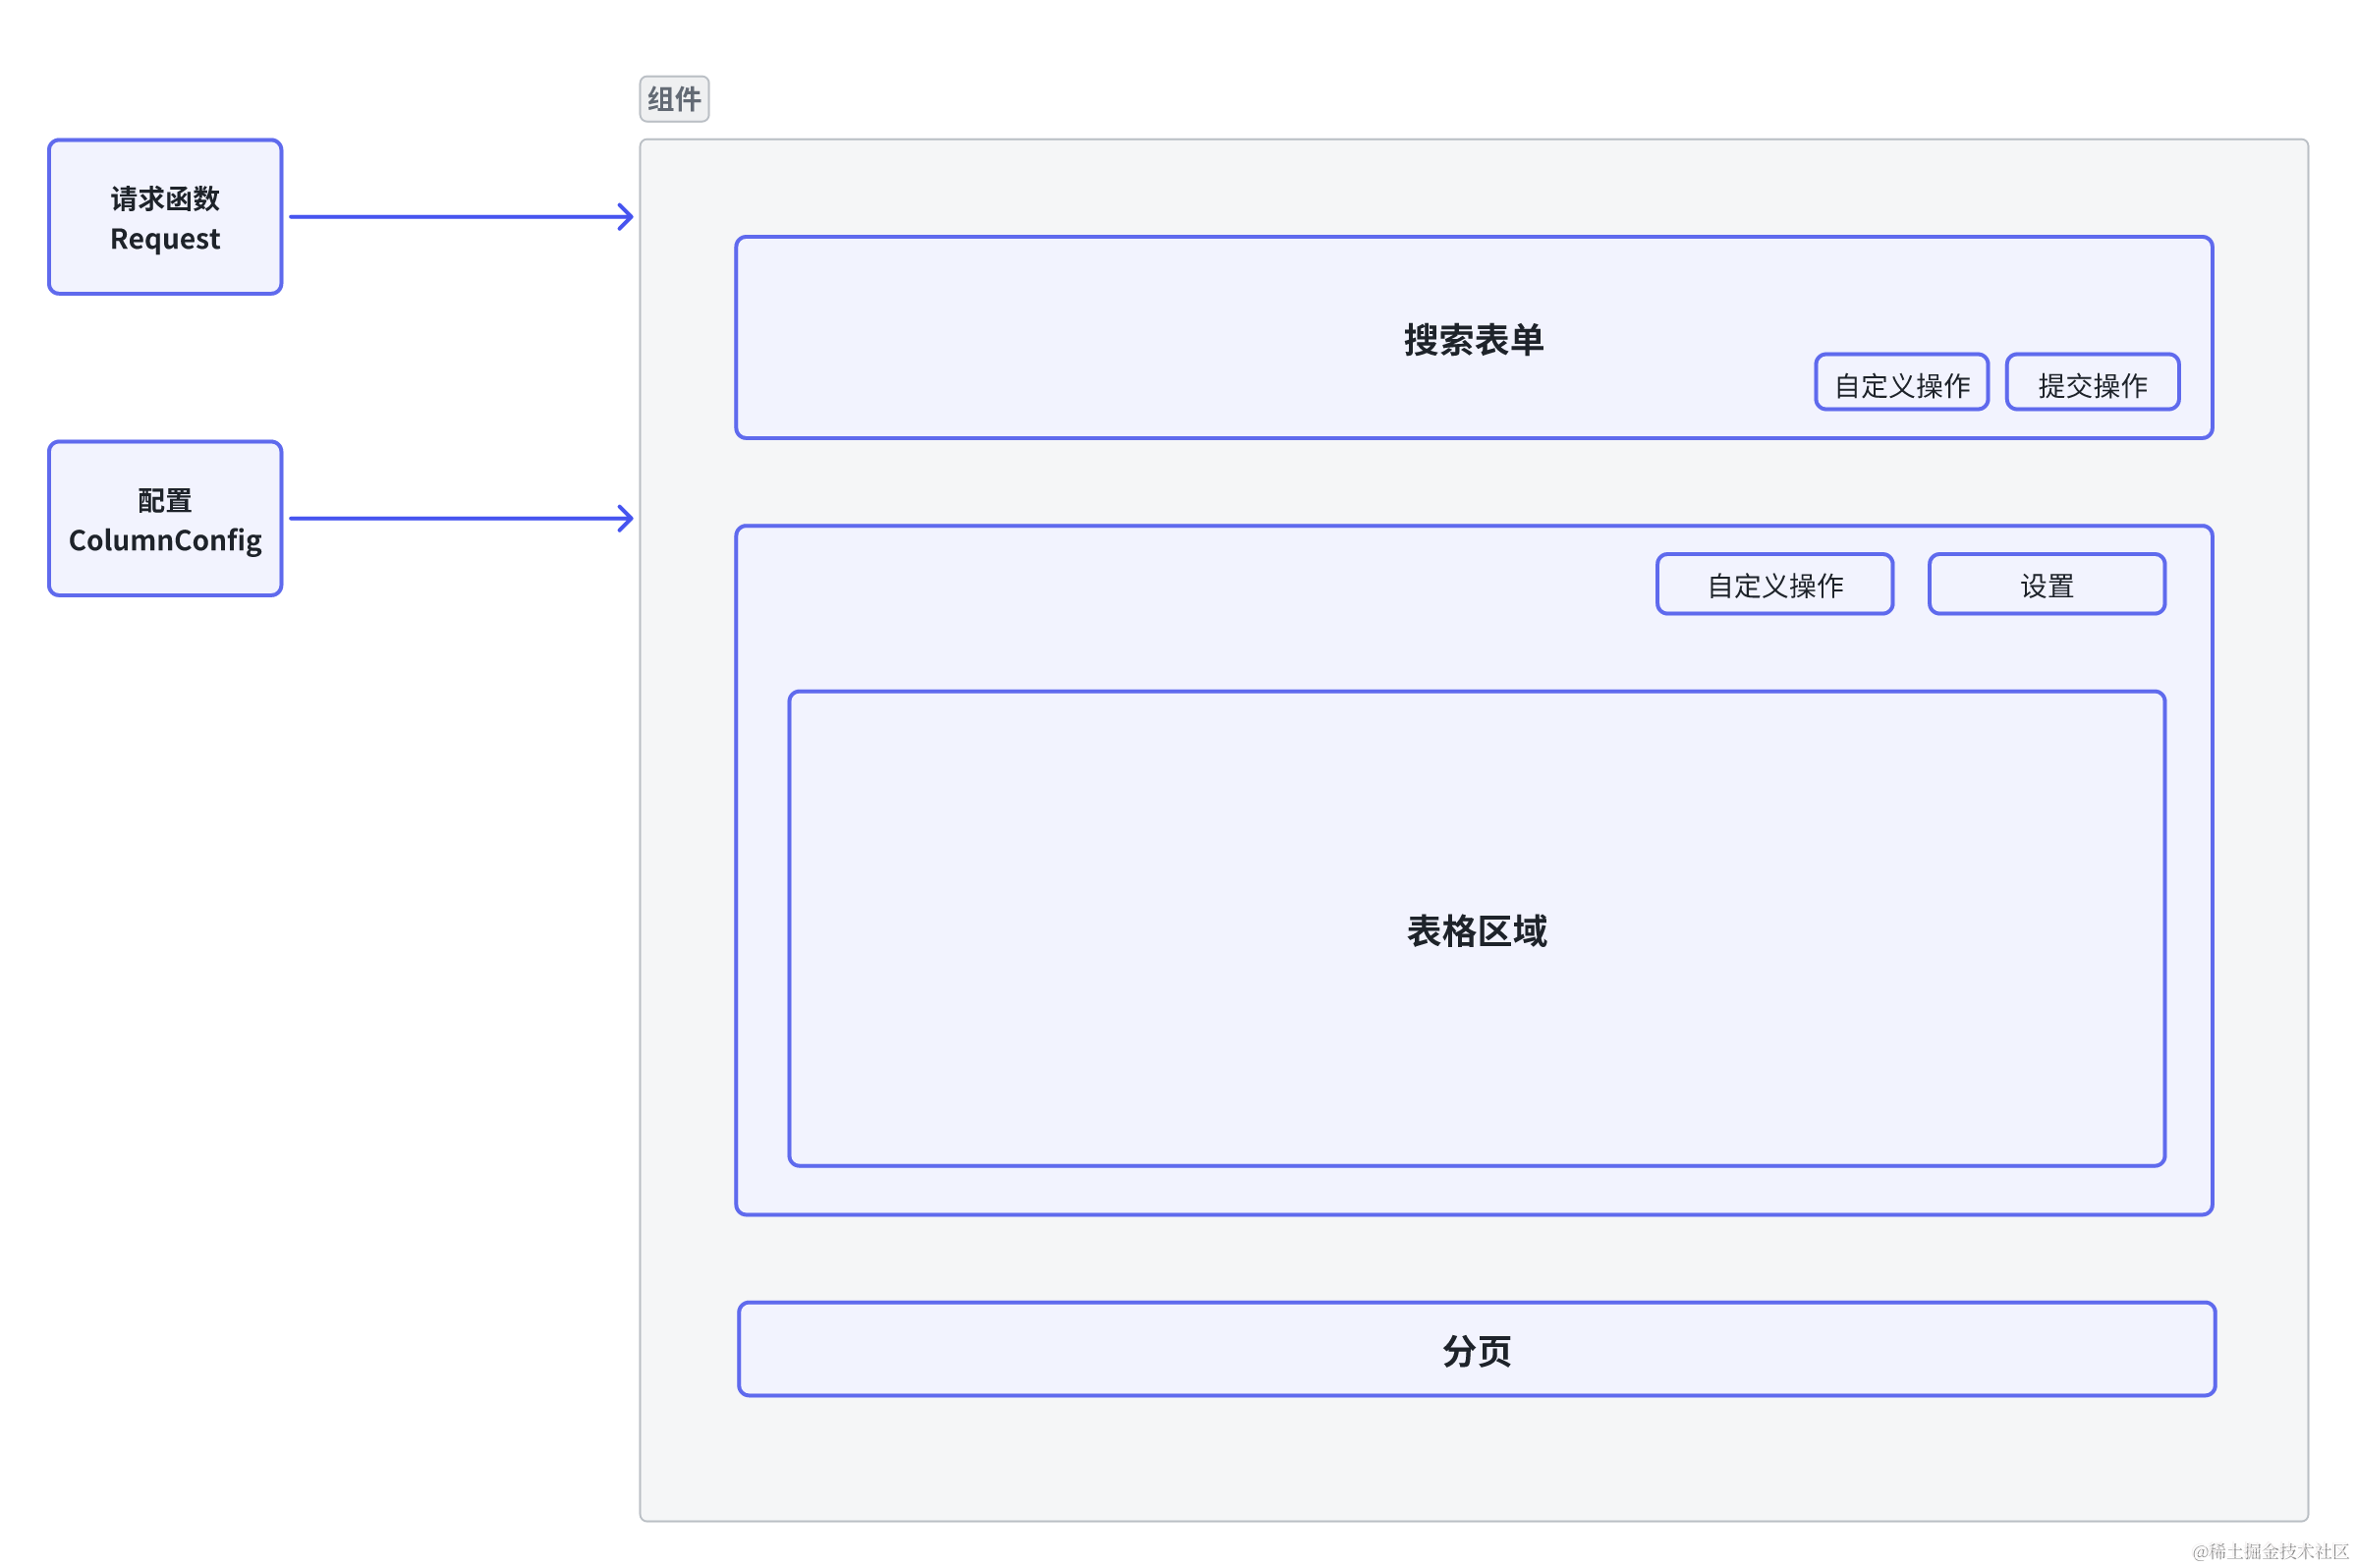 组件
请求函数
Request
搜索表单
自定义操作
提交操作
配置
ColumnConfig
自定义操作
设置
表格区域
分页
@稀土掘金技术社区